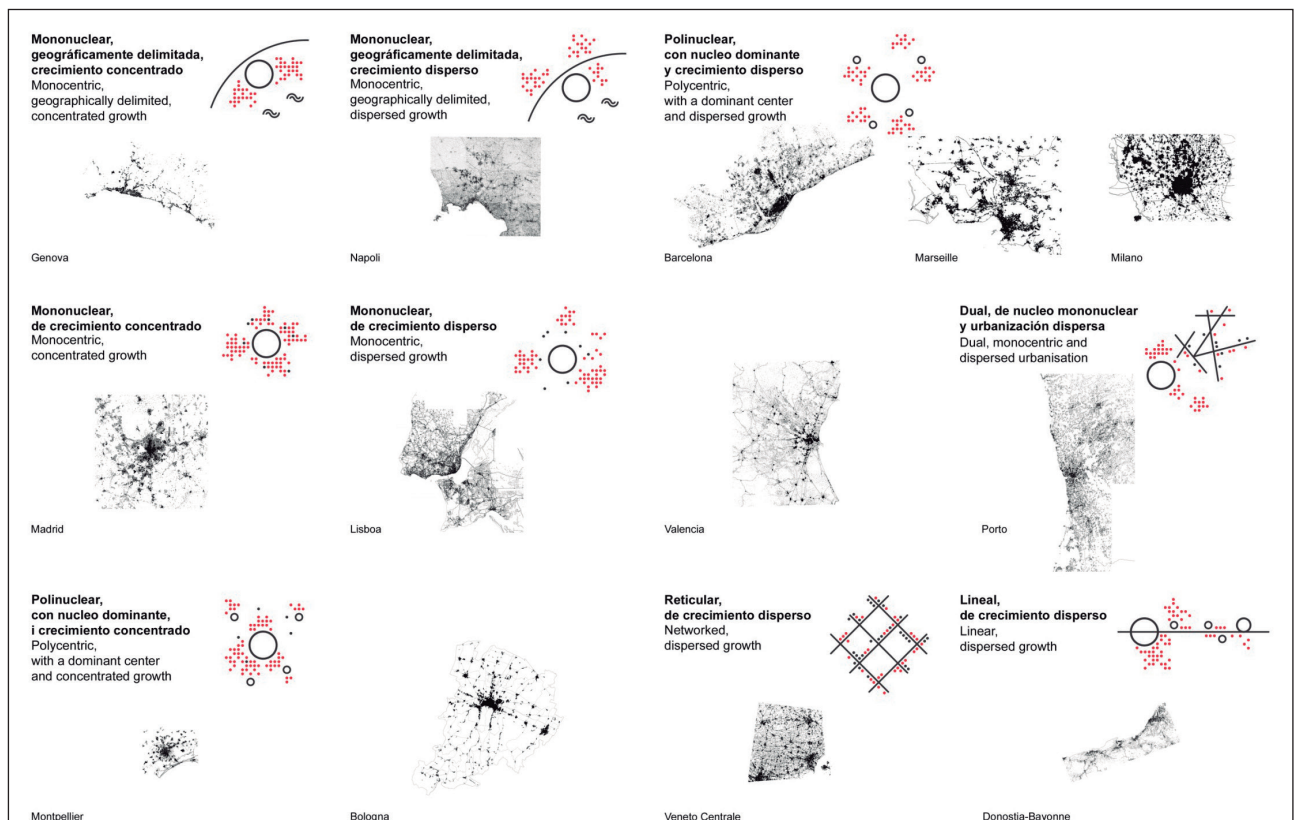 Mononuclear,
geográficamente delimitada,
crecimiento concentrado
Monocentric,
geographically delimited,
concentrated growth
Genova
Mononuclear,
geográficamente delimitada,
crecimiento disperso
Monocentric,
geographically delimited,
dispersed growth
Napoli
Polinuclear,
con nucleo dominante
y crecimiento disperso
Polycentric,
with a dominant center
and dispersed growth
Barcelona
Marseille
Milano
Mononuclear,
de crecimiento concentrado
Monocentric,
concentrated growth
Madrid
Mononuclear,
de crecimiento disperso
Monocentric,
dispersed growth
Lisboa
Valencia
Dual, de nucleo mononuclear
y urbanización dispersa
Dual, monocentric and
dispersed urbanisation
Porto
Polinuclear,
con nucleo dominante,
i crecimiento concentrado
Polycentric,
with a dominant center
and concentrated growth
Montpellier
Bologna
Reticular,
de crecimiento disperso
Networked,
dispersed growth
Veneto Centrale
Lineal,
de crecimiento disperso
Linear,
dispersed growth
Donostia-Bayonne